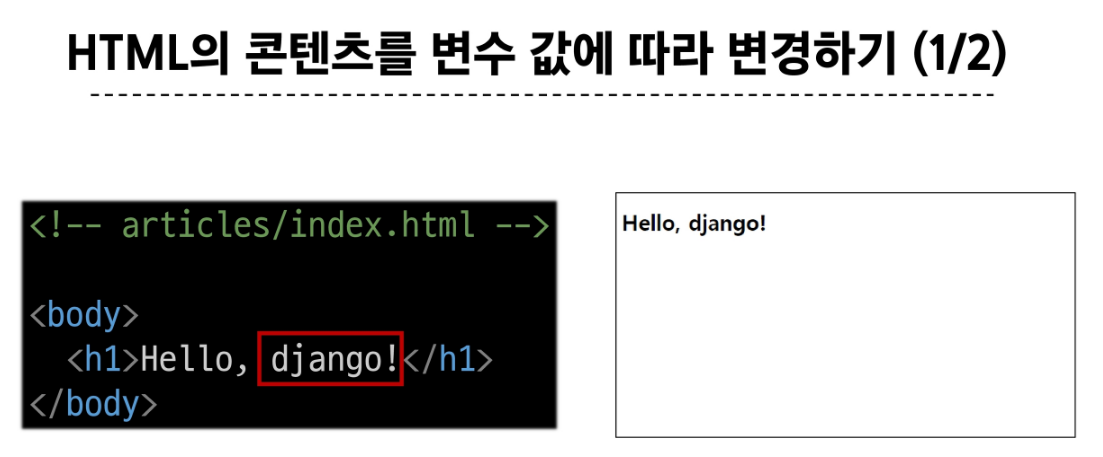 HTML의 콘텐츠를 변수 값에 따라 변경하기 (1/2)
<!-- articles/index.html -->
<body>
<h1>Hello, django!</h1>
</body>
Hello, django!